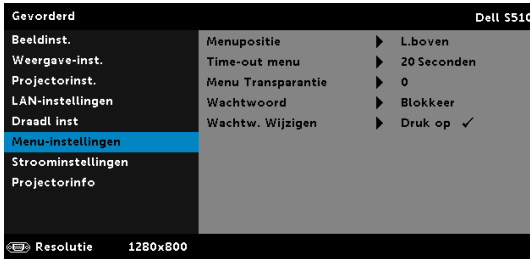 Gevorderd Dell S510
Beeldinst.
Weergave-inst.
Projectorinst.
LAN-instellingen
Draadl inst
Menu-instellingen
Stroominstellingen
Projectorinfo
Menupositie L.boven
Time-out menu 20 Seconden
Menu Transparantie 0
Wachtwoord Blokkeer
Wachtw. Wijzigen Druk op ✓
Resolutie 1280x800